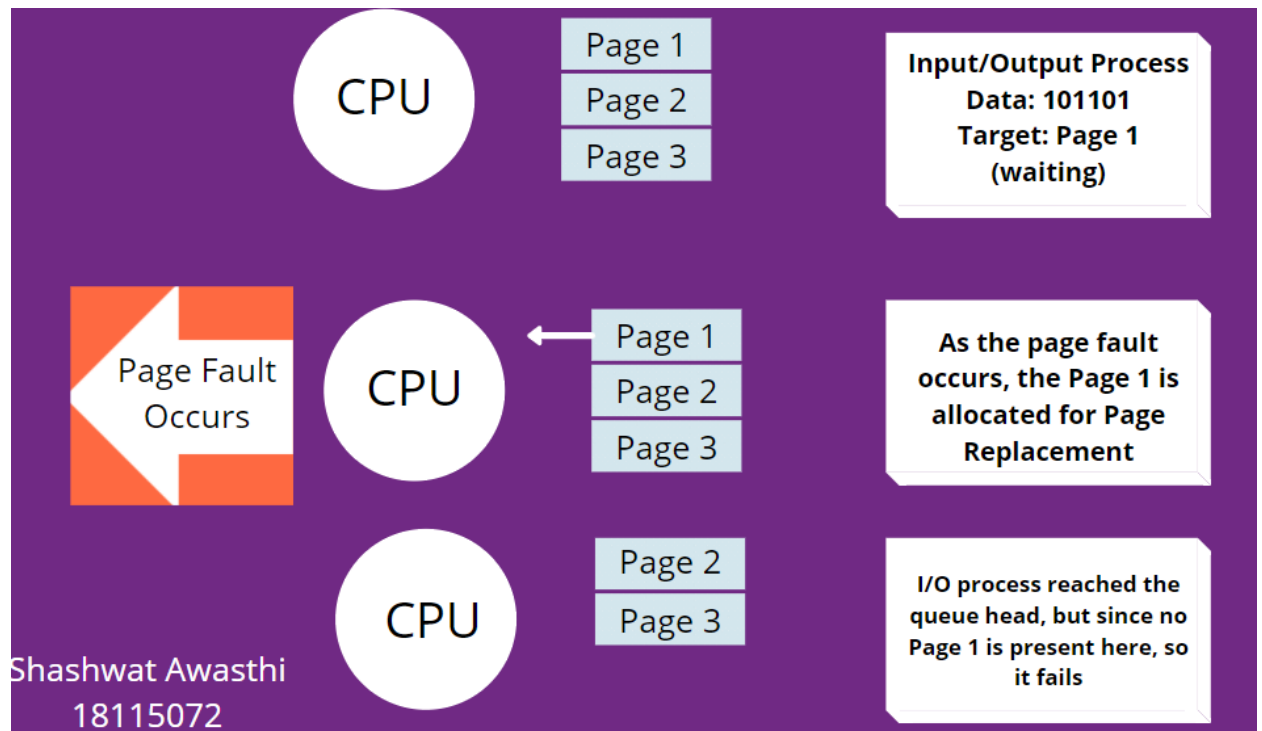 CPU
Page 1
Page 2
Page 3
Input/Output Process
Data: 101101
Target: Page 1
(waiting)
Page Fault
Occurs
CPU
Page 1
Page 2
Page 3
As the page fault
occurs, the Page 1 is
allocated for Page
Replacement
CPU
Page 2
Page 3
I/O process reached the
queue head, but since no
Page 1 is present here, so
it fails
Shashwat Awasthi
18115072